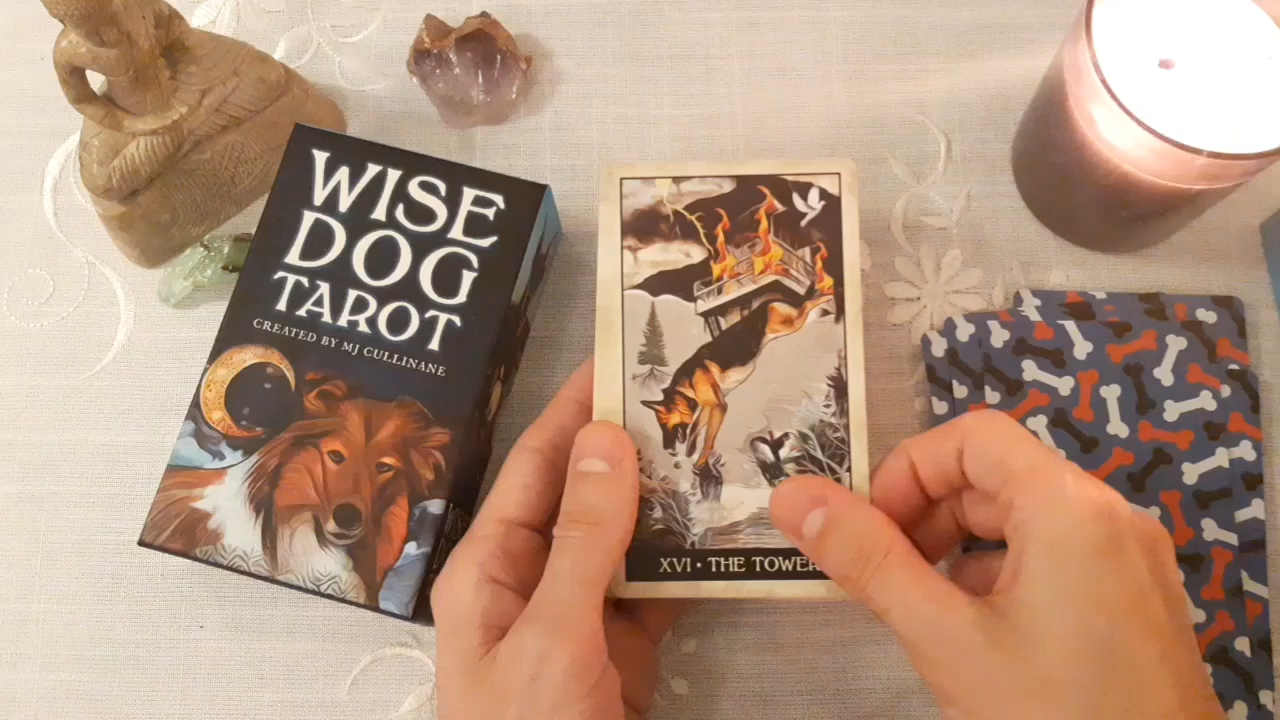 WISE
DOG
TAROT
CREATED BY MJ CULLINANE
XVI • THE TOWER